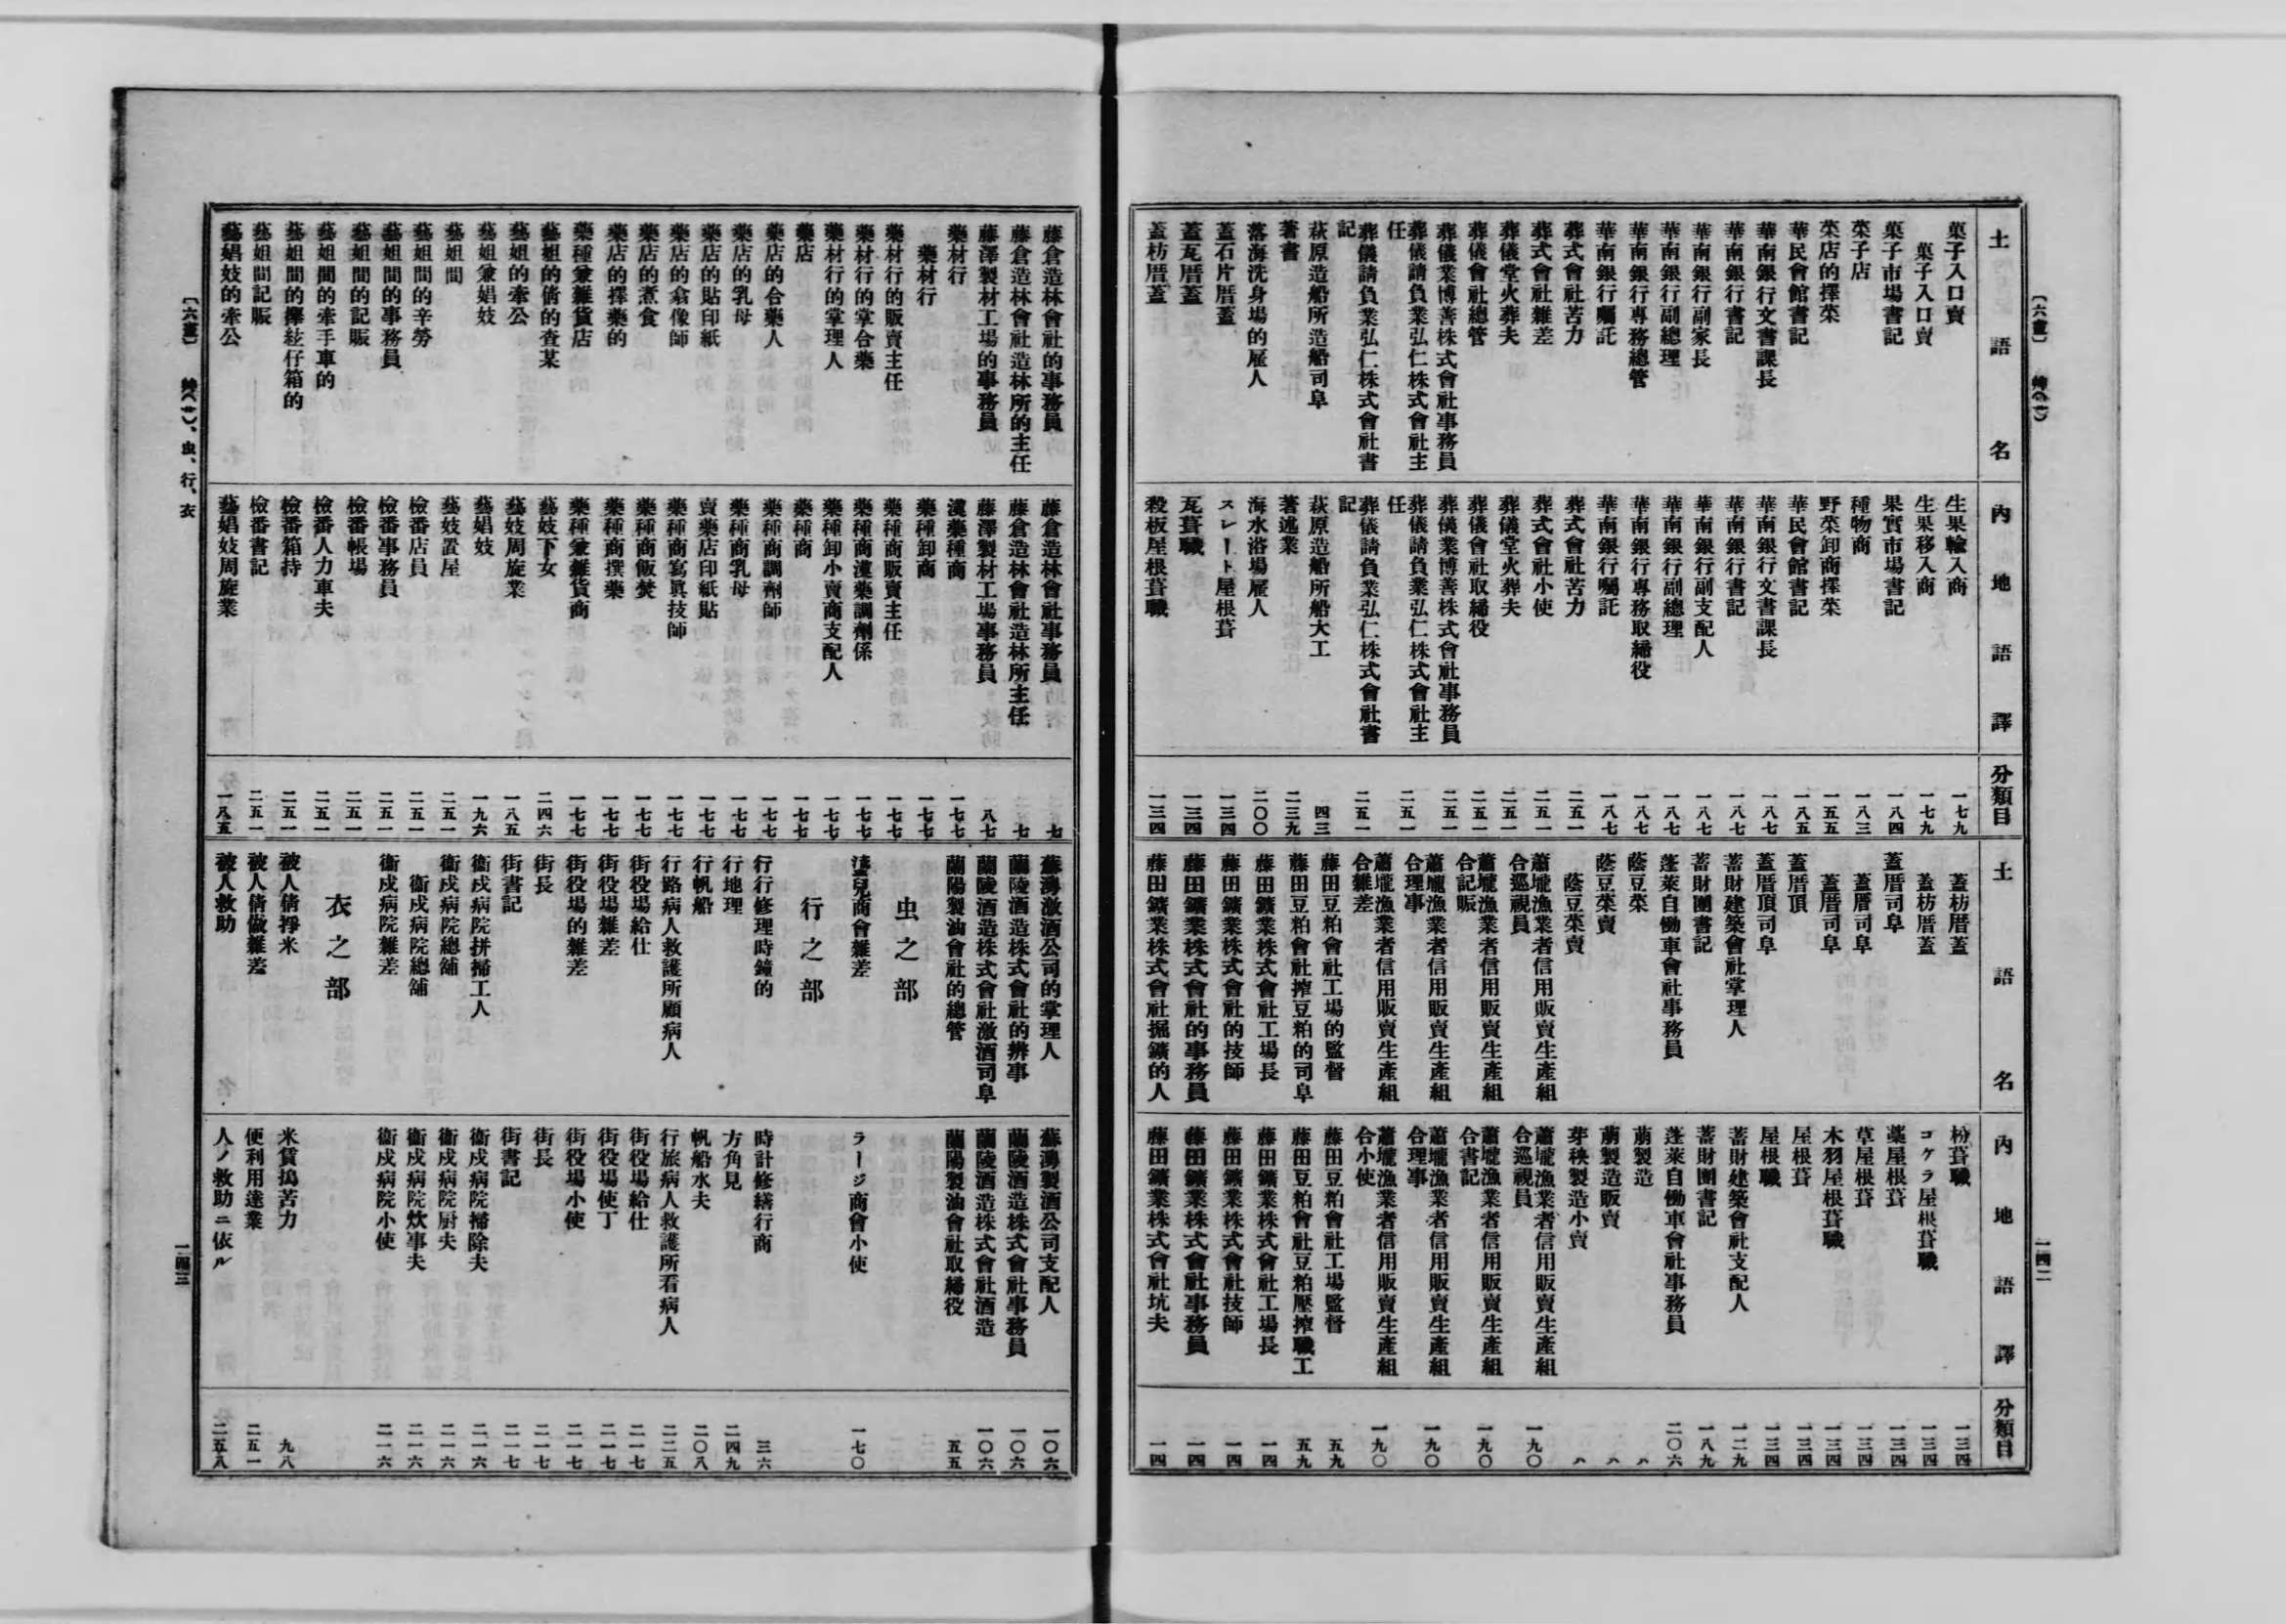 〔六畫〕 艸(艹)
一四二
土語名
菓子入口賣
菓子入口賣
菓子市場書記
菜子店
菜店的擇菜
華民會館書記
華南銀行文書課長
華南銀行書記
華南銀行副家長
華南銀行副總理
華南銀行專務總管
華南銀行囑託
葬式會社苦力
葬式會社雜差
葬儀堂火葬夫
葬儀會社總管
葬儀業博善株式會社事務員
葬儀請負業弘仁株式會社主
任
葬儀請負業弘仁株式會社書
記
萩原造船所造船司阜
著書
落海洗身場的雇人
蓋石片厝蓋
蓋瓦厝蓋
蓋枋厝蓋
內地語譯
生果輸入商
生果移入商
果實市場書記
種物商
野菜卸商擇菜
華民會館書記
華南銀行文書課長
華南銀行書記
華南銀行副支配人
華南銀行副總理
華南銀行專務取締役
華南銀行囑託
葬式會社苦力
葬式會社小使
葬儀堂火葬夫
葬儀會社取締役
葬儀業博善株式會社事務員
葬儀請負業弘仁株式會社主
任
葬儀請負業弘仁株式會社書
記
萩原造船所船大工
著述業
海水浴場雇人
スレート屋根葺
瓦葺職
殺板屋根葺職
分類目
一七九
一七九
一八四
一八三
一五五
一八五
一八七
一八七
一八七
一八七
一八七
一八七
二五一
二五一
二五一
二五一
二五一
二五一
二五一
四三
二三九
二〇〇
一三四
一三四
一三四
土語名
蓋枋厝蓋
蓋枋厝蓋
蓋厝司阜
蓋厝司阜
蓋厝司阜
蓋厝頂
蓋厝頂司阜
蓄財建築會社掌理人
蓄財團書記
蓬萊自働車會社事務員
蔭豆菜
蔭豆菜賣
蔭豆菜賣
蕭壠漁業者信用販賣生產組
合巡視員
蕭壠漁業者信用販賣生產組
合記賬
蕭壠漁業者信用販賣生產組
合理事
蕭壠漁業者信用販賣生產組
合雜差
藤田豆粕會社工場的監督
藤田豆粕會社搾豆粕的司阜
藤田鑛業株式會社工場長
藤田鑛業株式會社的技師
藤田鑛業株式會社的事務員
藤田鑛業株式會社掘鑛的人
內地語譯
枌葺職
コケラ屋根葺職
藁屋根葺
草屋根葺
木羽屋根葺職
屋根葺
屋根職
蓄財建築會社支配人
蓄財團書記
蓬萊自働車會社事務員
萠製造
萠製造販賣
芽秧製造小賣
蕭壠漁業者信用販賣生產組
合巡視員
蕭壠漁業者信用販賣生產組
合書記
蕭壠漁業者信用販賣生產組
合理事
蕭壠漁業者信用販賣生產組
合小使
藤田豆粕會社工場監督
藤田豆粕會社豆粕壓搾職工
藤田鑛業株式會社工場長
藤田鑛業株式會社技師
藤田鑛業株式會社事務員
藤田鑛業株式會社坑夫
分類目
一三四
一三四
一三四
一三四
一三四
一三四
一三四
一二九
一八九
二〇六
八
八
八
一九〇
一九〇
一九〇
一九〇
五九
五九
一四
一四
一四
一四
藤倉造林會社的事務員
藤倉造林會社造林所的主任
藤澤製材工場的事務員
藥材行
藥材行
藥材行的販賣主任
藥材行的掌合藥
藥材行的掌理人
藥店
藥店的合藥人
藥店的乳母
藥店的貼印紙
藥店的翕像師
藥店的煮食
藥店的擇藥的
藥種兼雜貨店
藝妲的倩的查某
藝妲的牽公
藝妲兼娼妓
藝妲間
藝妲間的辛勞
藝妲間的事務員
藝妲間的記賬
藝妲間的牽手車的
藝妲間的擇絃仔箱的
藝妲間記賬
藝娼妓的牽公
藤倉造林會社事務員
藤倉造林會社造林所主任
藤澤製材工場事務員
漢藥種商
藥種卸商
藥種商販賣主任
藥種商漢藥調劑係
藥種卸小賣商支配人
藥種商
藥種商調劑師
藥種商乳母
賣藥店印紙貼
藥種商寫眞技師
藥種商飯焚
藥種商撰藥
藥種兼雜貨商
藝妓下女
藝妓周旋業
藝娼妓
藝妓置屋
檢番店員
檢番事務員
檢番帳場
檢番人力車夫
檢番箱持
檢番書記
藝娼妓周旋業
七
七
八七
一七七
一七七
一七七
一七七
一七七
一七七
一七七
一七七
一七七
一七七
一七七
一七七
一七七
二四六
一八五
一九六
二五一
二五一
二五一
二五一
二五一
二五一
二五一
一八五
蘇澳激酒公司的掌理人
蘭陵酒造株式會社的辨事
蘭陵酒造株式會社激酒司阜
蘭陽製油會社的總管
虫之部
商會雜差
行之部
行行修理時鐘的
行地理
行帆船
行路病人救護所顧病人
街役場給仕
街役場雜差
街役場的雜差
街長
街書記
衞戍病院拼掃工人
衞戍病院總舖
衞戍病院總舖
衞戍病院雜差
衣之部
被人倩揨米
被人倩做雜差
被人救助
蘇澳製酒公司支配人
蘭陵酒造株式會社事務員
蘭陵酒造株式會社酒造
蘭陽製油會社取締役
ラージ商會小使
時計修繕行商
方角見
帆船水夫
行旅病人救護所看病人
街役場給仕
街役場使丁
街役場小使
街長
街書記
衞戍病院掃除夫
衞戍病院厨夫
衞戍病院炊事夫
衞戍病院小使
米賃搗苦力
便利用達業
人ノ救助ニ依ル
一〇六
一〇六
一〇六
五五
一七〇
三六
二四九
二〇八
二二五
二一七
二一七
二一七
二一七
二一七
二一六
二一六
二一六
二一六
九八
二五一
二五八
〔六畫〕 艸(艹)、虫、行、衣
一四三